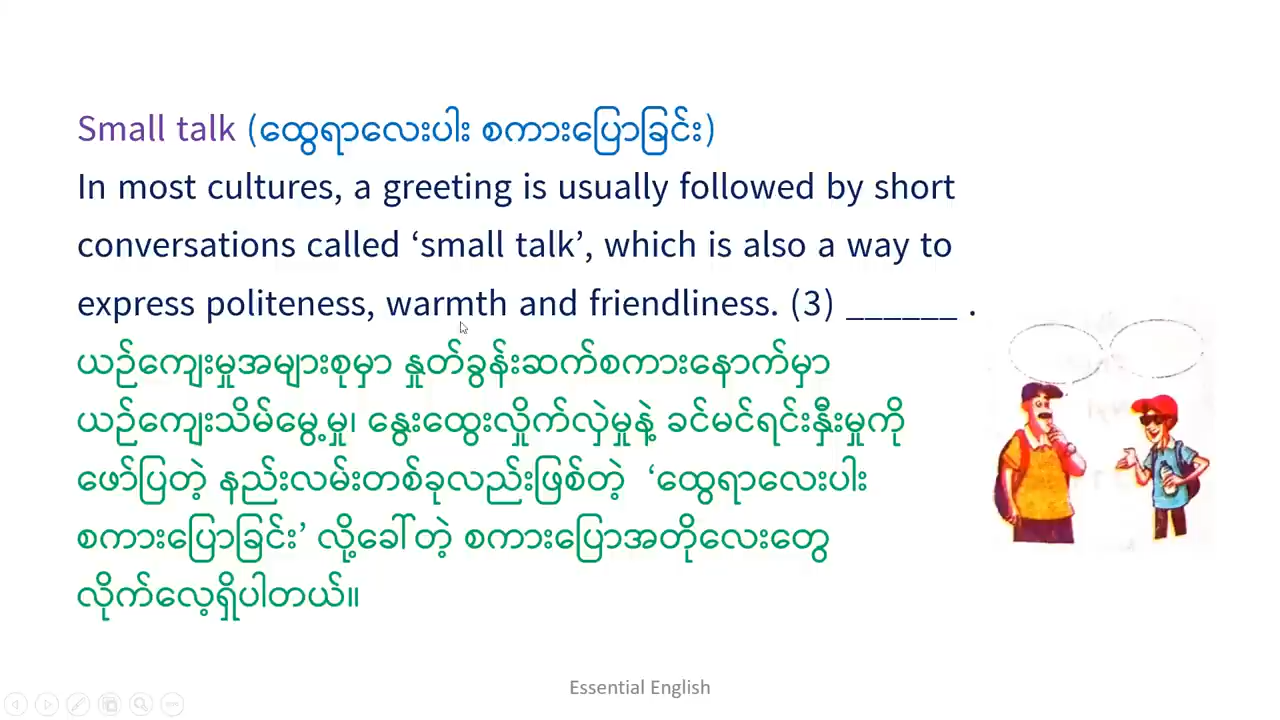 Small talk (ထွေရာလေးပါး စကားပြောခြင်း)
In most cultures, a greeting is usually followed by short
conversations called ‘small talk’, which is also a way to
express politeness, warmth and friendliness. (3) ______ .
ယဉ်ကျေးမှုအများစုမှာ နှုတ်ခွန်းဆက်စကားနောက်မှာ
ယဉ်ကျေးသိမ်မွေ့မှု၊ နွေးထွေးလှိုက်လှဲမှုနဲ့ ခင်မင်ရင်းနှီးမှုကို
ဖော်ပြတဲ့ နည်းလမ်းတစ်ခုလည်းဖြစ်တဲ့ ‘ထွေရာလေးပါး
စကားပြောခြင်း’ လို့ခေါ်တဲ့ စကားပြောအတိုလေးတွေ
လိုက်လေ့ရှိပါတယ်။
Essential English